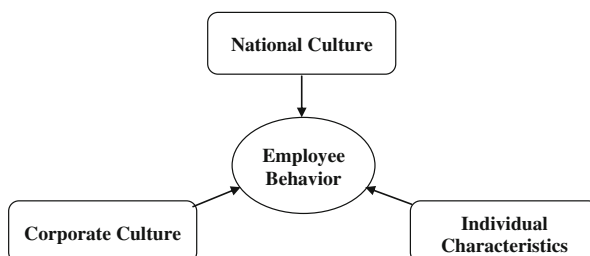 National Culture
Employee
Behavior
Corporate Culture
Individual
Characteristics